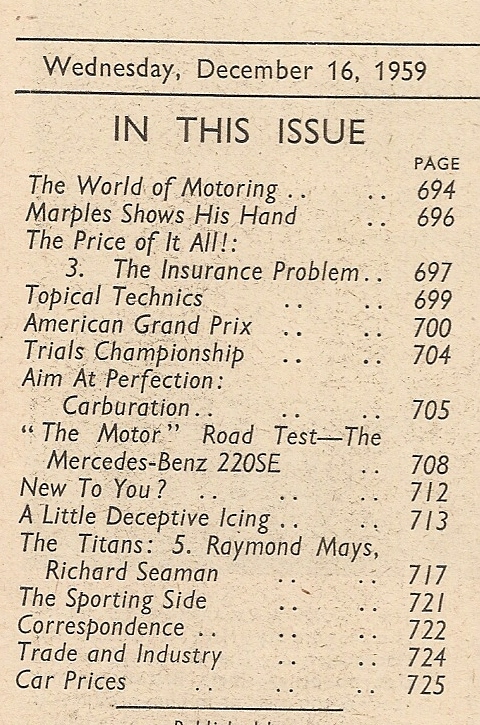 Wednesday, December 16, 1959
IN THIS ISSUE
PAGE
The World of Motoring .. .. 694
Marples Shows His Hand .. 696
The Price of It All!:
3. The Insurance Problem.. 697
Topical Technics .. .. 699
American Grand Prix .. .. 700
Trials Championship .. .. 704
Aim At Perfection:
Carburation.. .. .. 705
"The Motor" Road Test—The
Mercedes-Benz 220SE .. 708
New To You? .. .. .. 712
A Little Deceptive Icing .. .. 713
The Titans: 5. Raymond Mays,
Richard Seaman .. .. 717
The Sporting Side .. .. 721
Correspondence .. .. .. 722
Trade and Industry .. .. 724
Car Prices .. .. .. 725